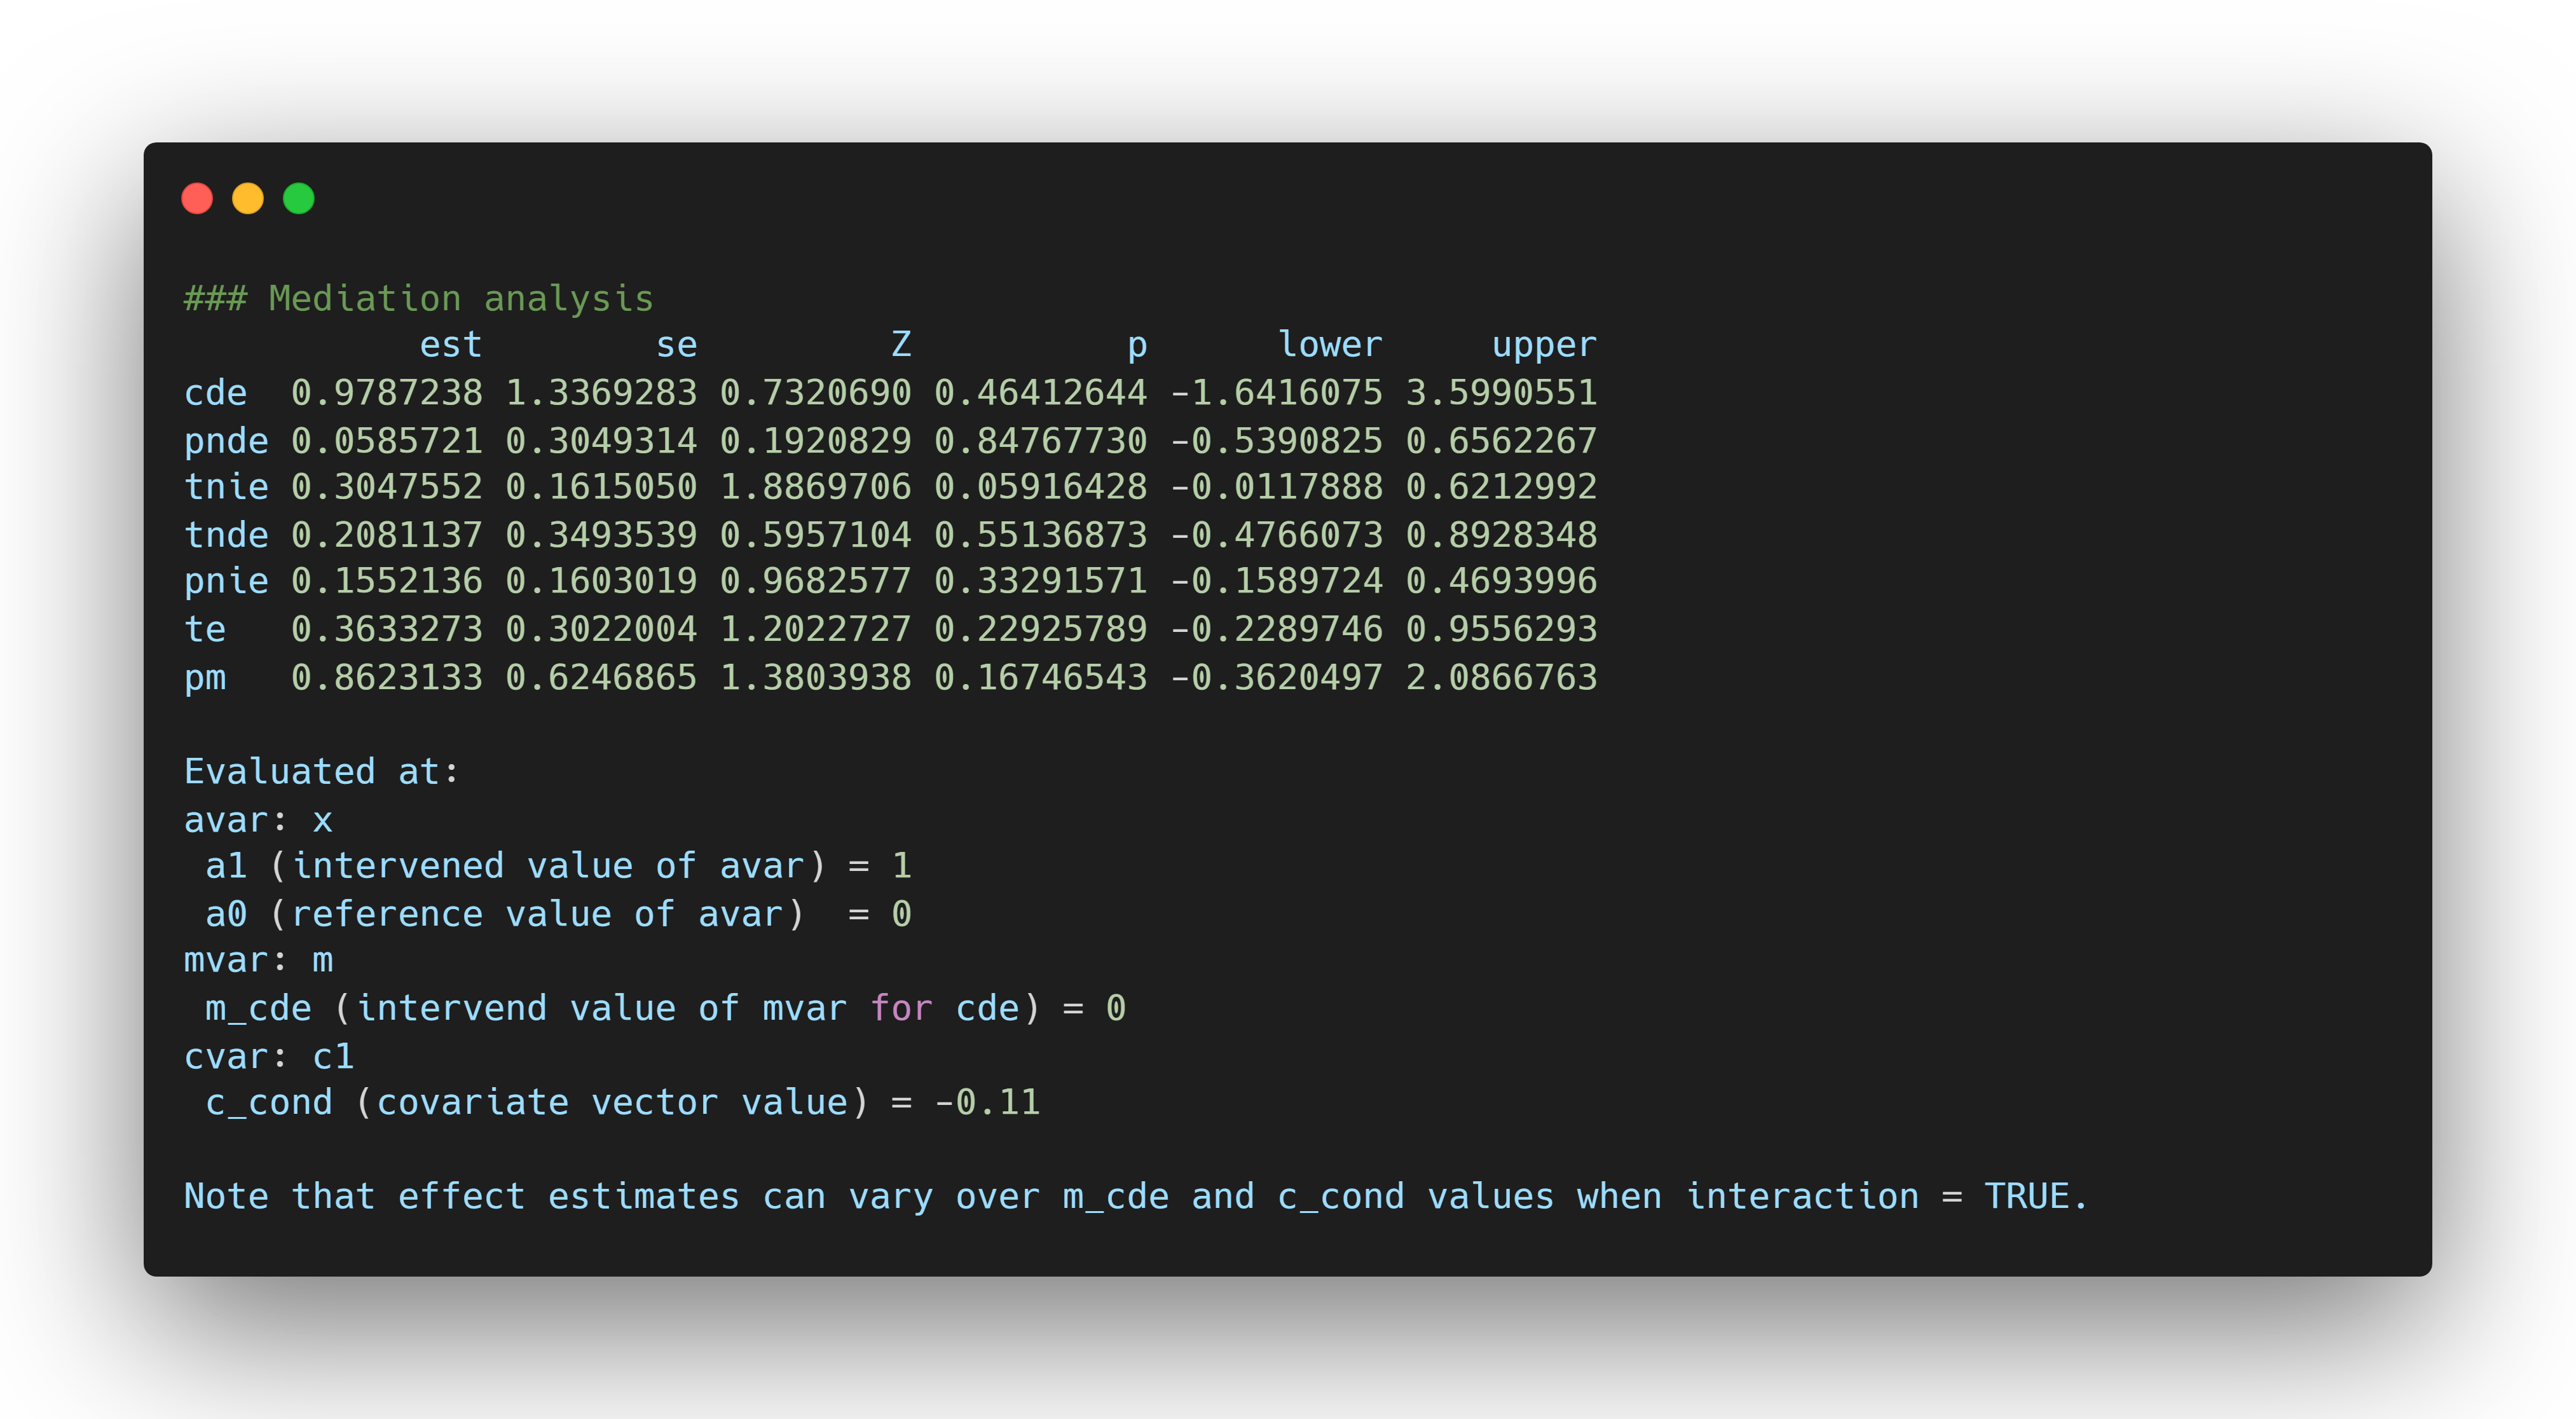 ### Mediation analysis
           est        se         Z          p      lower     upper
cde  0.9787238 1.3369283 0.7320690 0.46412644 -1.6416075 3.5990551
pnde 0.0585721 0.3049314 0.1920829 0.84767730 -0.5390825 0.6562267
tnie 0.3047552 0.1615050 1.8869706 0.05916428 -0.0117888 0.6212992
tnde 0.2081137 0.3493539 0.5957104 0.55136873 -0.4766073 0.8928348
pnie 0.1552136 0.1603019 0.9682577 0.33291571 -0.1589724 0.4693996
te   0.3633273 0.3022004 1.2022727 0.22925789 -0.2289746 0.9556293
pm   0.8623133 0.6246865 1.3803938 0.16746543 -0.3620497 2.0866763
Evaluated at:
avar: x
 a1 (intervened value of avar) = 1
 a0 (reference value of avar)  = 0
mvar: m
 m_cde (intervend value of mvar for cde) = 0
cvar: c1
 c_cond (covariate vector value) = -0.11
Note that effect estimates can vary over m_cde and c_cond values when interaction = TRUE.